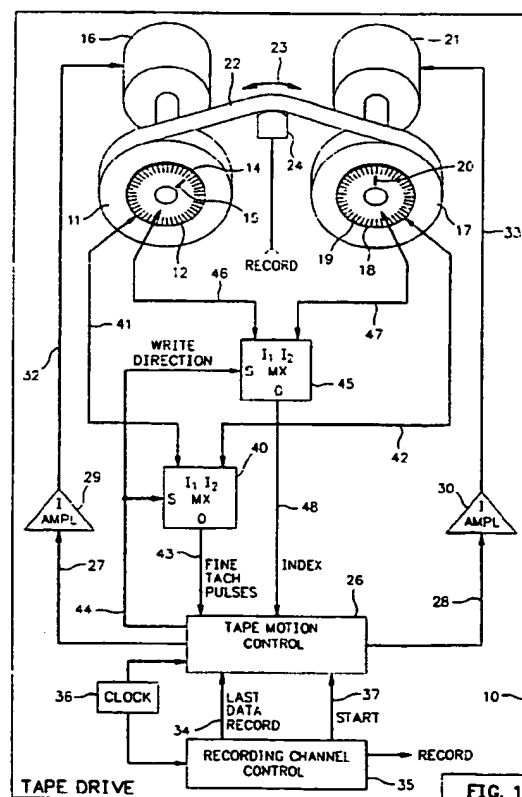 16
21
23
22
24
14
20
11
15
17
12
RECORD
19
18
33
46
47
41
32
WRITE DIRECTION
I₁ I₂
S MX
O
45
42
29
I
AMPL
40
I₁ I₂
S MX
O
48
30
I
AMPL
43
27
44
FINE
TACH
PULSES
INDEX
26
28
TAPE MOTION
CONTROL
36
CLOCK
LAST
DATA
RECORD
34
37
START
10
RECORDING CHANNEL
CONTROL
RECORD
35
TAPE DRIVE
FIG. 1